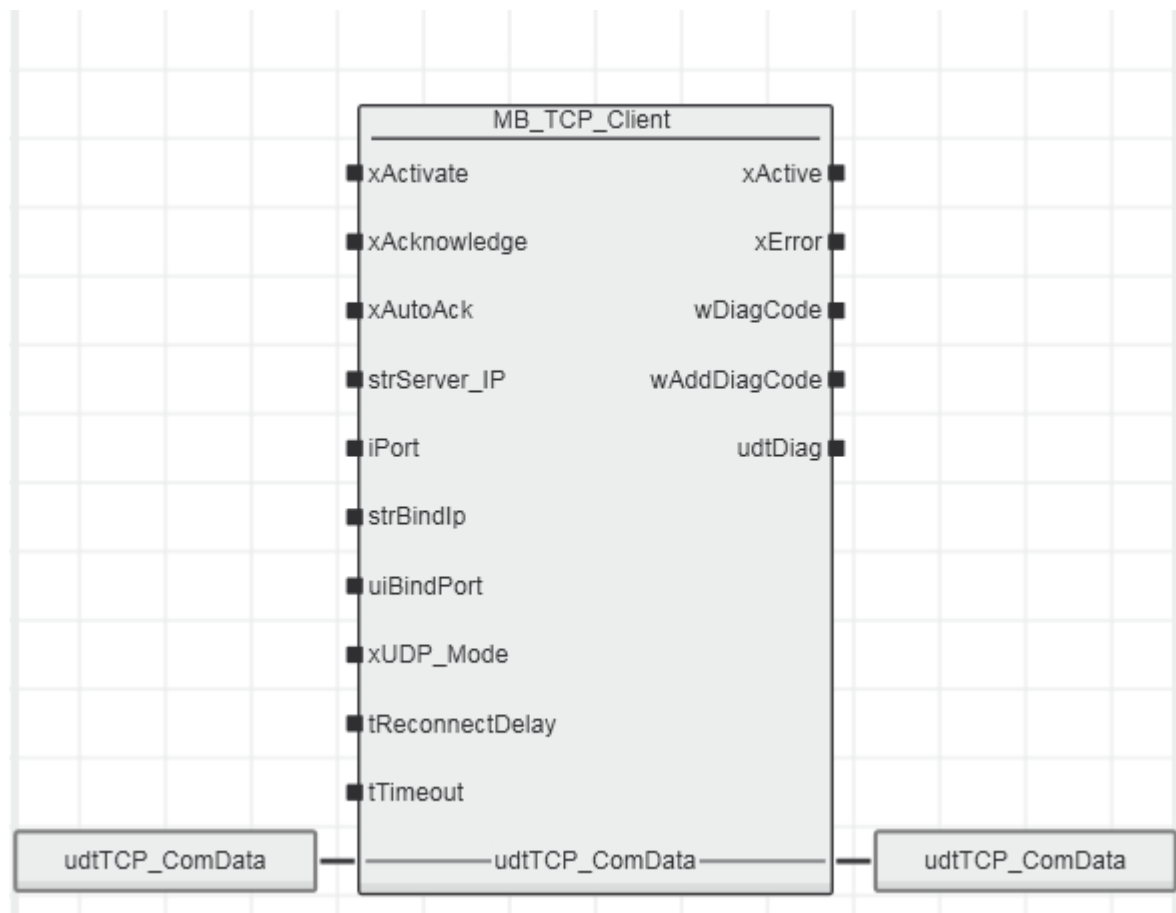 MB_TCP_Client
xActivate xActive
xAcknowledge xError
xAutoAck wDiagCode
strServer_IP wAddDiagCode
iPort udtDiag
strBindIp
uiBindPort
xUDP_Mode
tReconnectDelay
tTimeout
udtTCP_ComData udtTCP_ComData udtTCP_ComData